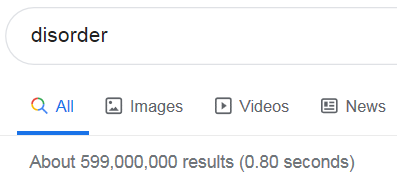 disorder
All Images Videos News
About 599,000,000 results (0.80 seconds)